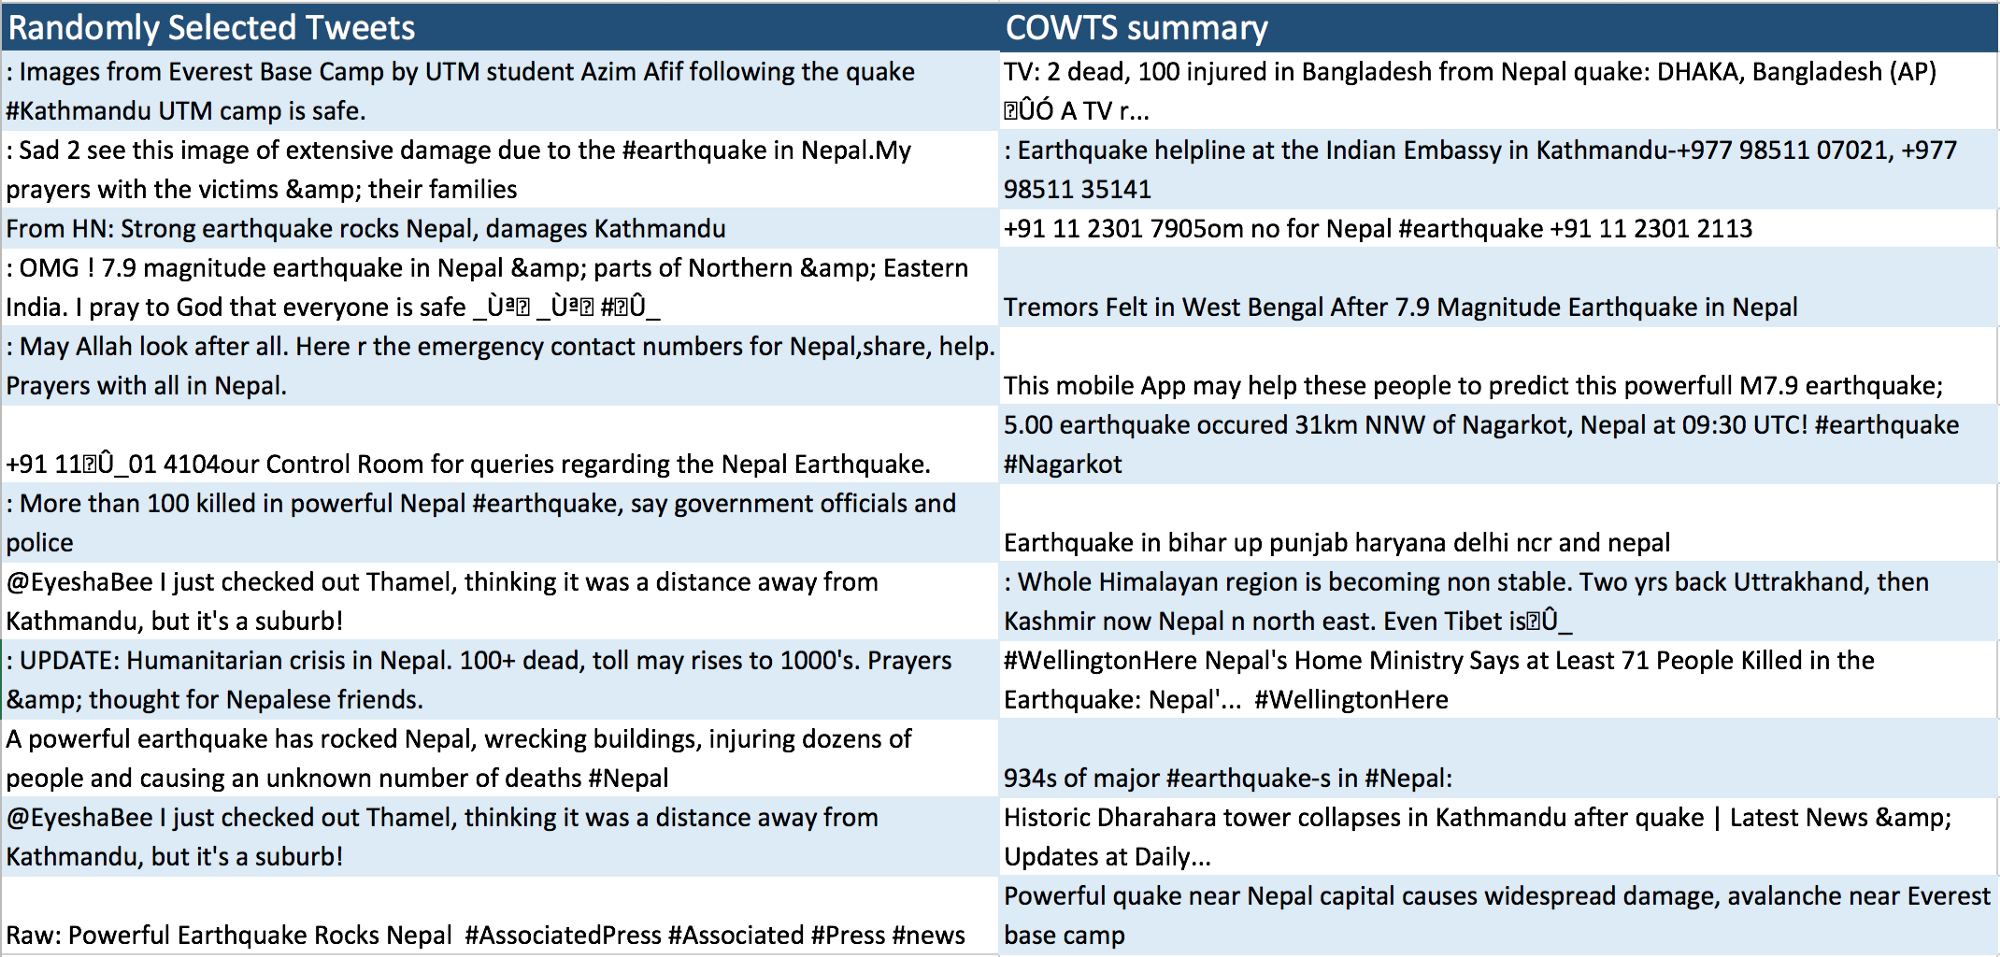 Randomly Selected Tweets
: Images from Everest Base Camp by UTM student Azim Afif following the quake
#Kathmandu UTM camp is safe.
: Sad 2 see this image of extensive damage due to the #earthquake in Nepal.My
prayers with the victims &amp; their families
From HN: Strong earthquake rocks Nepal, damages Kathmandu
: OMG ! 7.9 magnitude earthquake in Nepal &amp; parts of Northern &amp; Eastern
India. I pray to God that everyone is safe _Ùª⍰ _Ùª⍰ #⍰Û_
: May Allah look after all. Here r the emergency contact numbers for Nepal,share, help.
Prayers with all in Nepal.
+91 11⍰Û_01 4104our Control Room for queries regarding the Nepal Earthquake.
: More than 100 killed in powerful Nepal #earthquake, say government officials and
police
@EyeshaBee I just checked out Thamel, thinking it was a distance away from
Kathmandu, but it's a suburb!
: UPDATE: Humanitarian crisis in Nepal. 100+ dead, toll may rises to 1000's. Prayers
&amp; thought for Nepalese friends.
A powerful earthquake has rocked Nepal, wrecking buildings, injuring dozens of
people and causing an unknown number of deaths #Nepal
@EyeshaBee I just checked out Thamel, thinking it was a distance away from
Kathmandu, but it's a suburb!
Raw: Powerful Earthquake Rocks Nepal  #AssociatedPress #Associated #Press #news
COWTS summary
TV: 2 dead, 100 injured in Bangladesh from Nepal quake: DHAKA, Bangladesh (AP)
⍰ÛÓ A TV r...
: Earthquake helpline at the Indian Embassy in Kathmandu-+977 98511 07021, +977
98511 35141
+91 11 2301 7905om no for Nepal #earthquake +91 11 2301 2113
Tremors Felt in West Bengal After 7.9 Magnitude Earthquake in Nepal
This mobile App may help these people to predict this powerfull M7.9 earthquake;
5.00 earthquake occured 31km NNW of Nagarkot, Nepal at 09:30 UTC! #earthquake
#Nagarkot
Earthquake in bihar up punjab haryana delhi ncr and nepal
: Whole Himalayan region is becoming non stable. Two yrs back Uttrakhand, then
Kashmir now Nepal n north east. Even Tibet is⍰Û_
#WellingtonHere Nepal's Home Ministry Says at Least 71 People Killed in the
Earthquake: Nepal'...  #WellingtonHere
934s of major #earthquake-s in #Nepal:
Historic Dharahara tower collapses in Kathmandu after quake | Latest News &amp;
Updates at Daily...
Powerful quake near Nepal capital causes widespread damage, avalanche near Everest
base camp